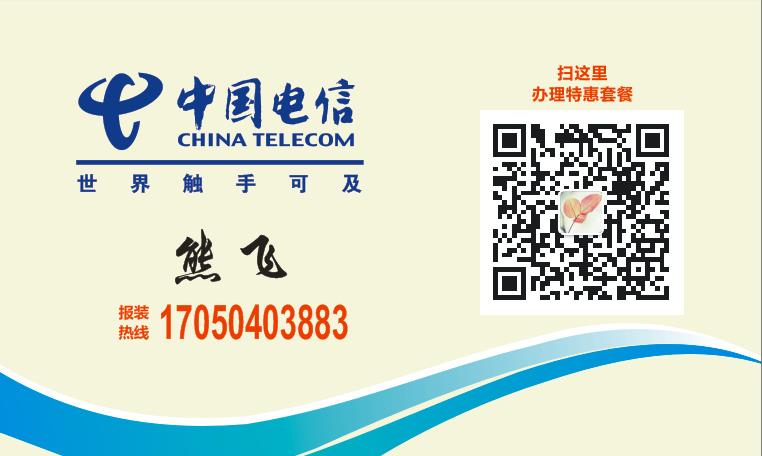 中国电信
CHINA TELECOM
世界触手可及
熊飞
报装
热线
17050403883
扫这里
办理特惠套餐